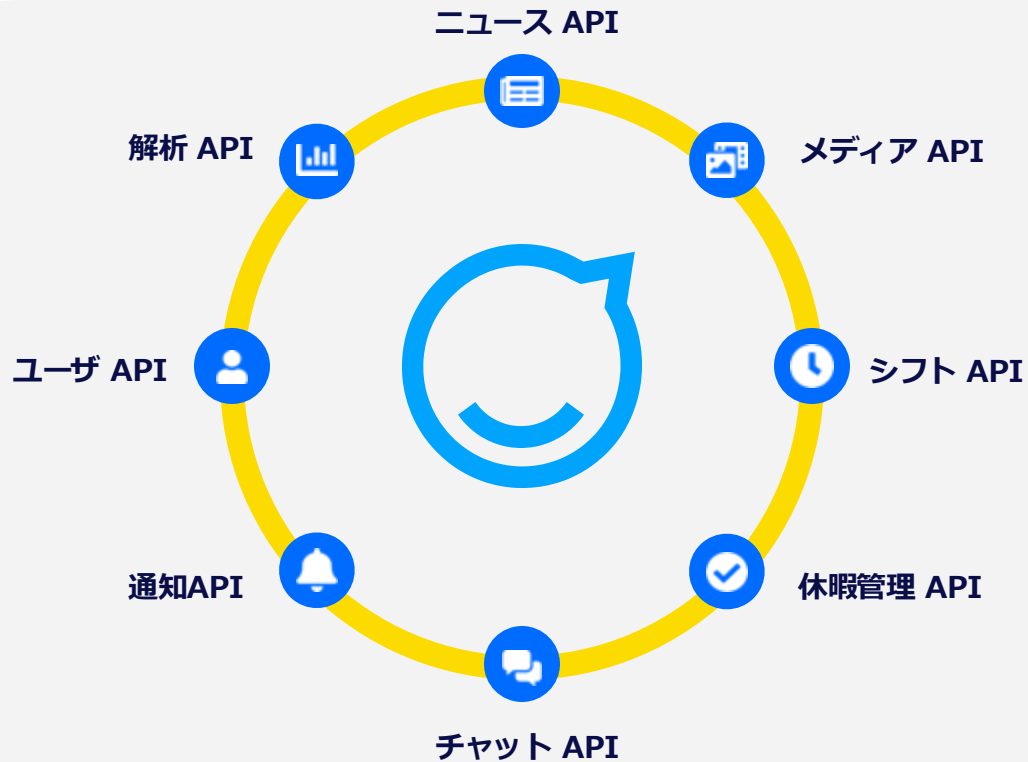 ニュース API
解析 API
メディア API
ユーザ API
シフト API
通知API
休暇管理 API
チャット API